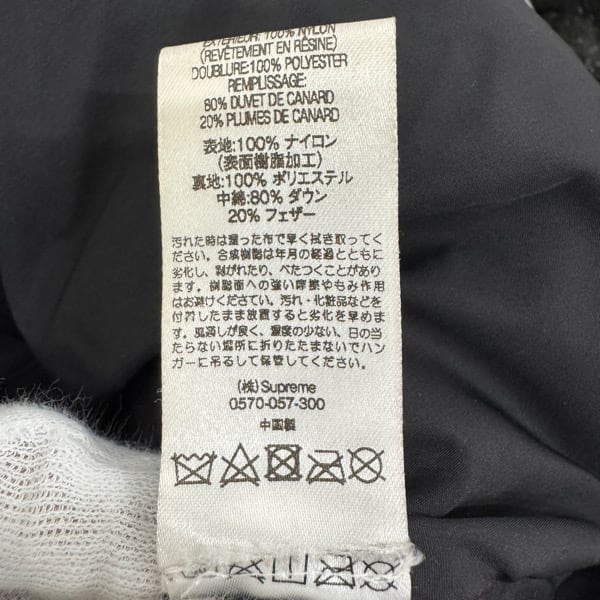 EXTÉRIEUR: 100% NYLON
(REVÊTEMENT EN RÉSINE)
DOUBLURE:100% POLYESTER
REMPLISSAGE:
80% DUVET DE CANARD
20% PLUMES DE CANARD
表地:100% ナイロン
(表面樹脂加工)
裏地:100% ポリエステル
中綿:80% ダウン
20% フェザー
汚れた時は湿った布で早く拭き取ってく
ださい。合成樹脂は年月の経過とともに
劣化し、剥がれたり、べたつくことがあり
ます。樹脂面への強い摩擦やもみ作用
はお避けください。汚れ・化粧品などを
付着したまま放置すると劣化を早めま
す。風通しが良く、湿度の少ない、日の当
たらない場所に折りたたまないでハン
ガーに吊るして保管してください。
(株)Supreme
0570-057-300
中国製